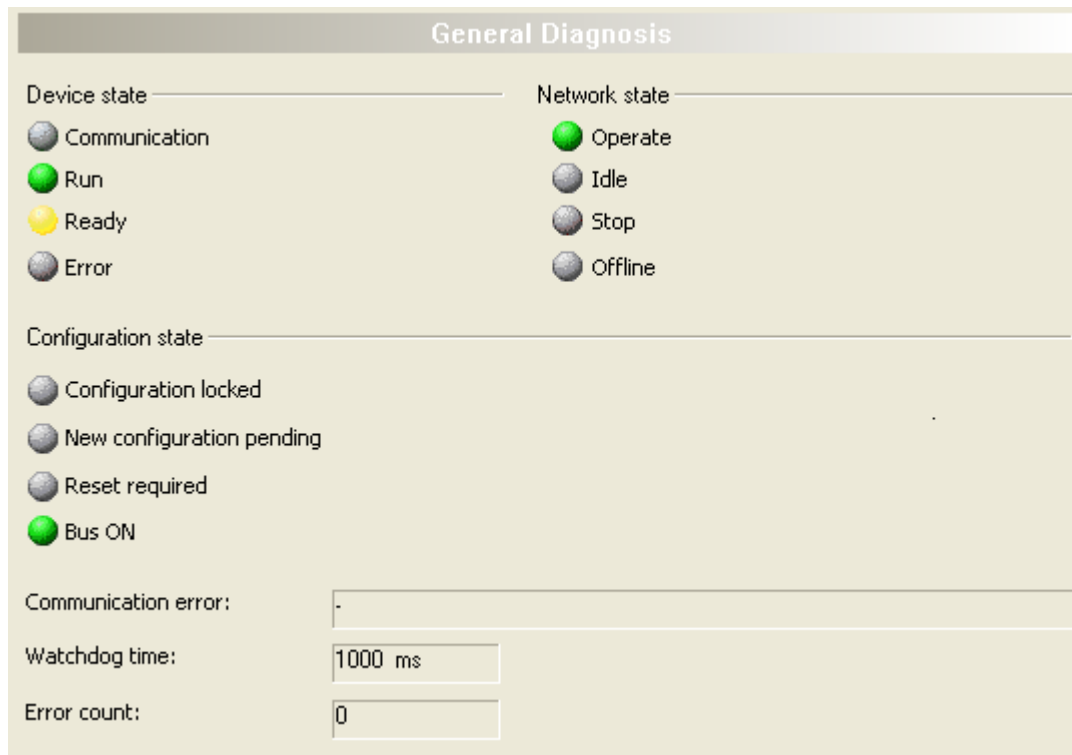 General Diagnosis
Device state
Communication
Run
Ready
Error
Network state
Operate
Idle
Stop
Offline
Configuration state
Configuration locked
New configuration pending
Reset required
Bus ON
Communication error: -
Watchdog time: 1000 ms
Error count: 0